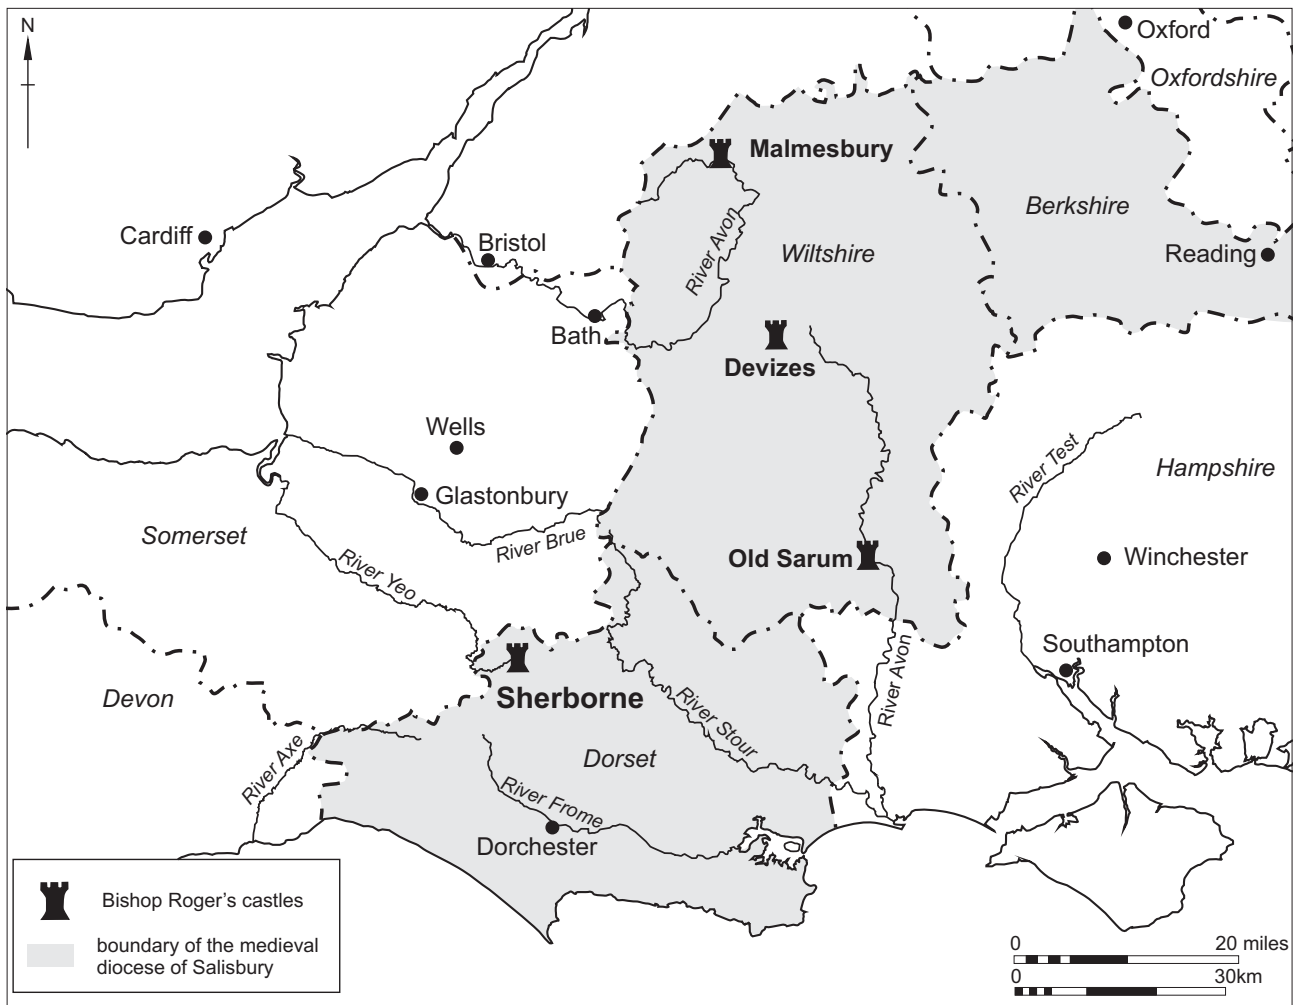 N
Oxford
Oxfordshire
Malmesbury
Berkshire
Cardiff
Bristol
River Avon
Wiltshire
Reading
Bath
Devizes
Wells
River Test
Hampshire
Glastonbury
Somerset
River Brue
Old Sarum
Winchester
River Yeo
Southampton
Devon
Sherborne
River Avon
River Stour
River Axe
Dorset
River Frome
Dorchester
Bishop Roger’s castles
boundary of the medieval
diocese of Salisbury
0 20 miles
0 30km